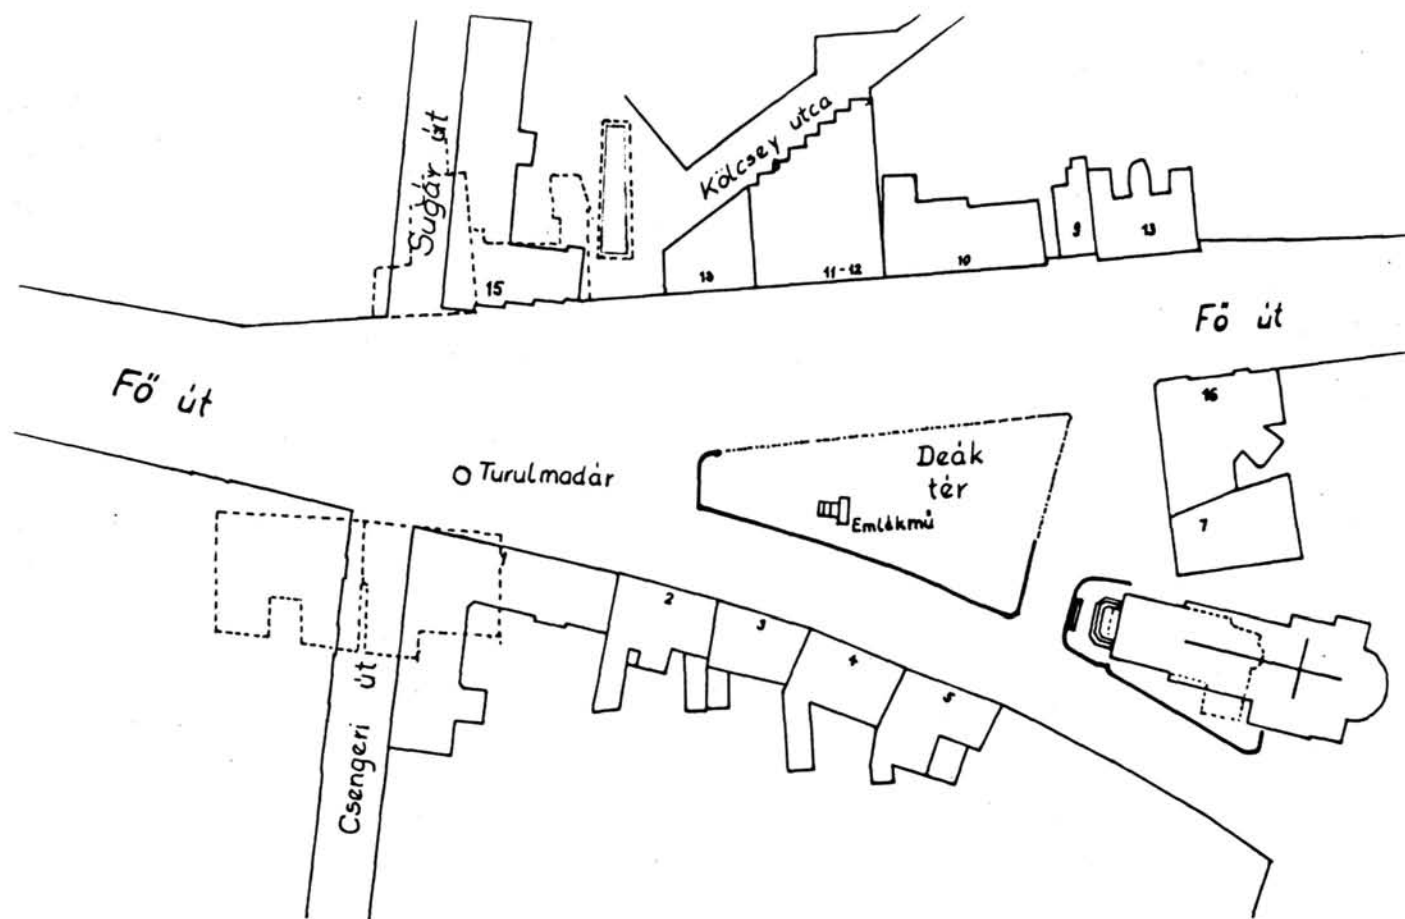 Sugár út
Kölcsey utca
15
13
11-12
10
9
13
Fő út
Fő út
16
Deák
tér
Turulmadár
Emlékmű
7
2
3
4
5
Csengeri út